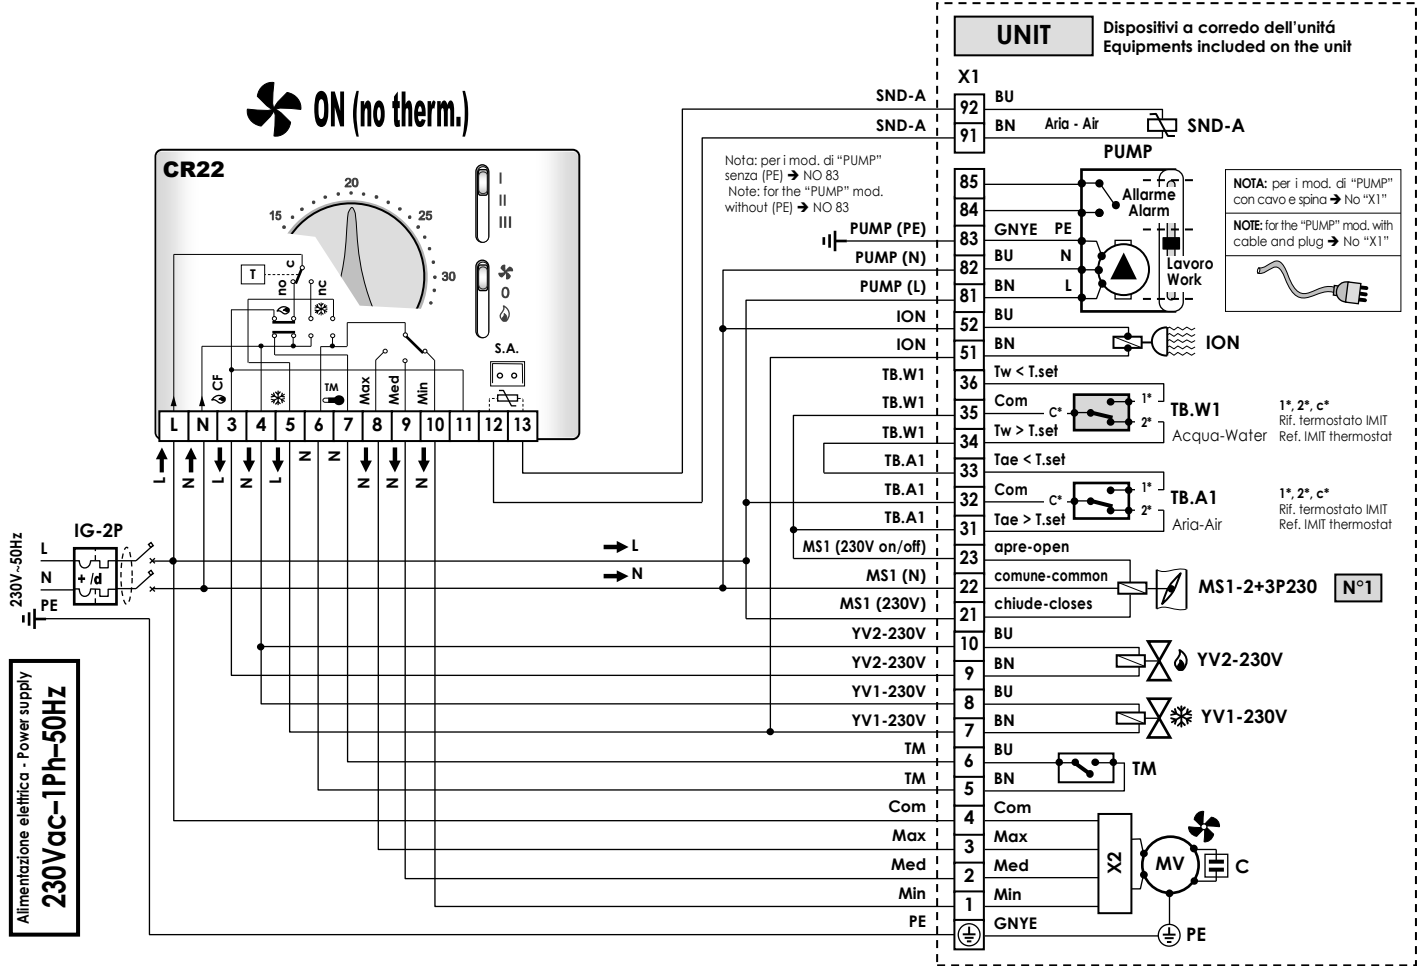 UNIT
Dispositivi a corredo dell'unitá
Equipments included on the unit
X1
ON (no therm.)
CR22
15
20
25
30
I
II
III
0
T
c
no
nc
S.A.
CF
TM
Max
Med
Min
L N 3 4 5 6 7 8 9 10 11 12 13
L N L N L N N N N N
Nota: per i mod. di "PUMP"
senza (PE) ➔ NO 83
Note: for the "PUMP" mod.
without (PE) ➔ NO 83
SND-A 92 BU
SND-A 91 BN Aria - Air SND-A
PUMP
85
84
Allarme
Alarm
PUMP (PE) 83 GNYE PE
PUMP (N) 82 BU N
PUMP (L) 81 BN L
Lavoro
Work
NOTA: per i mod. di "PUMP"
con cavo e spina ➔ No "X1"
NOTE: for the "PUMP" mod. with
cable and plug ➔ No "X1"
ION 52 BU
ION 51 BN
ION
TB.W1 36 Tw < T.set
TB.W1 35 Com C* 1* 2*
TB.W1 34 Tw > T.set
TB.W1
Acqua-Water
1*, 2*, c*
Rif. termostato IMIT
Ref. IMIT thermostat
TB.A1 33 Tae < T.set
TB.A1 32 Com C* 1* 2*
TB.A1 31 Tae > T.set
TB.A1
Aria-Air
1*, 2*, c*
Rif. termostato IMIT
Ref. IMIT thermostat
MS1 (230V on/off) 23 apre-open
MS1 (N) 22 comune-common
MS1 (230V) 21 chiude-closes
MS1-2+3P230 N°1
YV2-230V 10 BU
YV2-230V 9 BN
YV2-230V
YV1-230V 8 BU
YV1-230V 7 BN
YV1-230V
TM 6 BU
TM 5 BN
TM
Com 4 Com
Max 3 Max
Med 2 Med
Min 1 Min
PE GNYE PE
X2
MV
C
L
N
IG-2P
230V~50Hz
L
N
PE
+ /d
Alimentazione elettrica - Power supply
230Vac-1Ph-50Hz